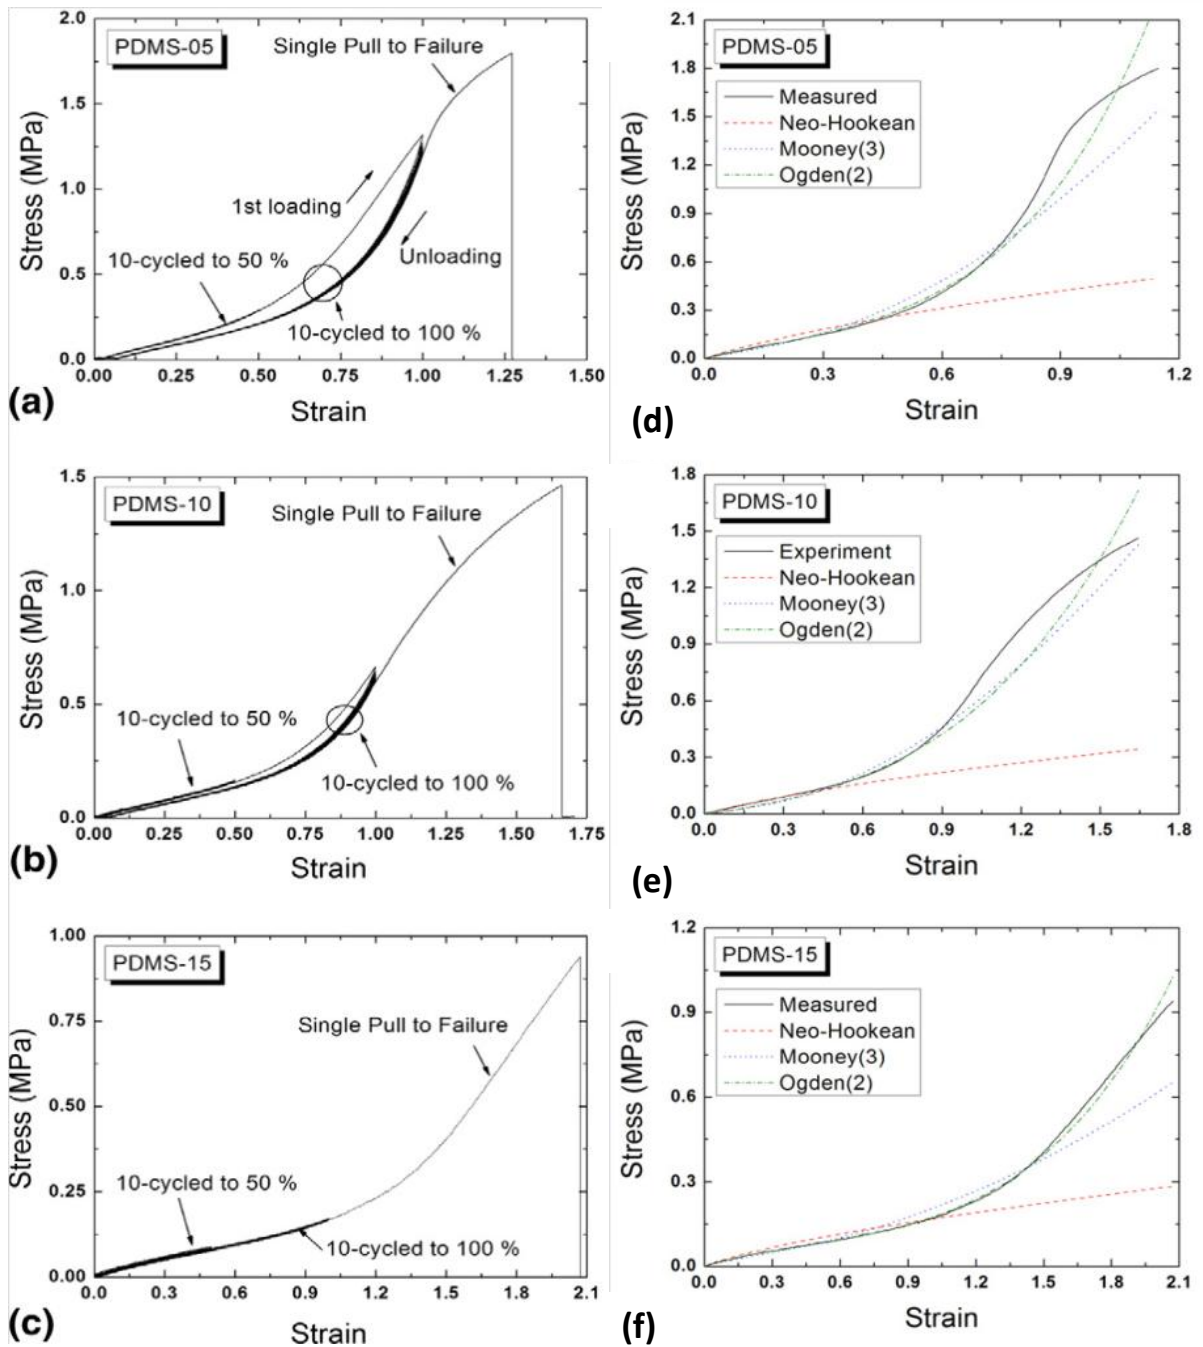 2.0
PDMS-05
Single Pull to Failure
1.5
Stress (MPa)
1.0
1st loading
10-cycled to 50 %
Unloading
0.5
10-cycled to 100 %
0.0
0.00 0.25 0.50 0.75 1.00 1.25 1.50
(a)
Strain
2.1
PDMS-05
1.8
Measured
Neo-Hookean
Mooney(3)
Ogden(2)
1.5
Stress (MPa)
1.2
0.9
0.6
0.3
0.0
0.0 0.3 0.6 0.9 1.2
(d)
Strain
1.5
PDMS-10
Single Pull to Failure
1.0
Stress (MPa)
10-cycled to 50 %
0.5
10-cycled to 100 %
0.0
0.00 0.25 0.50 0.75 1.00 1.25 1.50 1.75
(b)
Strain
1.8
PDMS-10
1.5
Experiment
Neo-Hookean
Mooney(3)
Ogden(2)
Stress (MPa)
1.2
0.9
0.6
0.3
0.0
0.0 0.3 0.6 0.9 1.2 1.5 1.8
(e)
Strain
1.00
PDMS-15
Single Pull to Failure
0.75
Stress (MPa)
0.50
10-cycled to 50 %
0.25
10-cycled to 100 %
0.00
0.0 0.3 0.6 0.9 1.2 1.5 1.8 2.1
(c)
Strain
1.2
PDMS-15
Measured
Neo-Hookean
Mooney(3)
Ogden(2)
0.9
Stress (MPa)
0.6
0.3
0.0
0.0 0.3 0.6 0.9 1.2 1.5 1.8 2.1
(f)
Strain